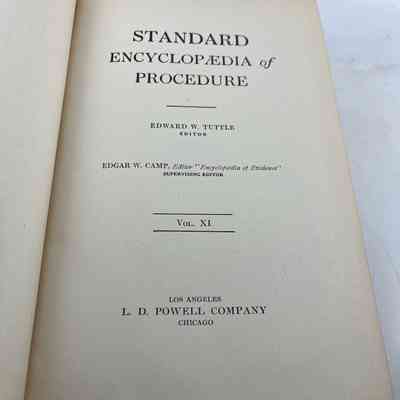 STANDARD
ENCYCLOPÆDIA of
PROCEDURE
EDWARD W. TUTTLE
EDITOR
EDGAR W. CAMP, Editor "Encyclopædia of Evidence"
SUPERVISING EDITOR
VOL. XI
LOS ANGELES
L. D. POWELL COMPANY
CHICAGO